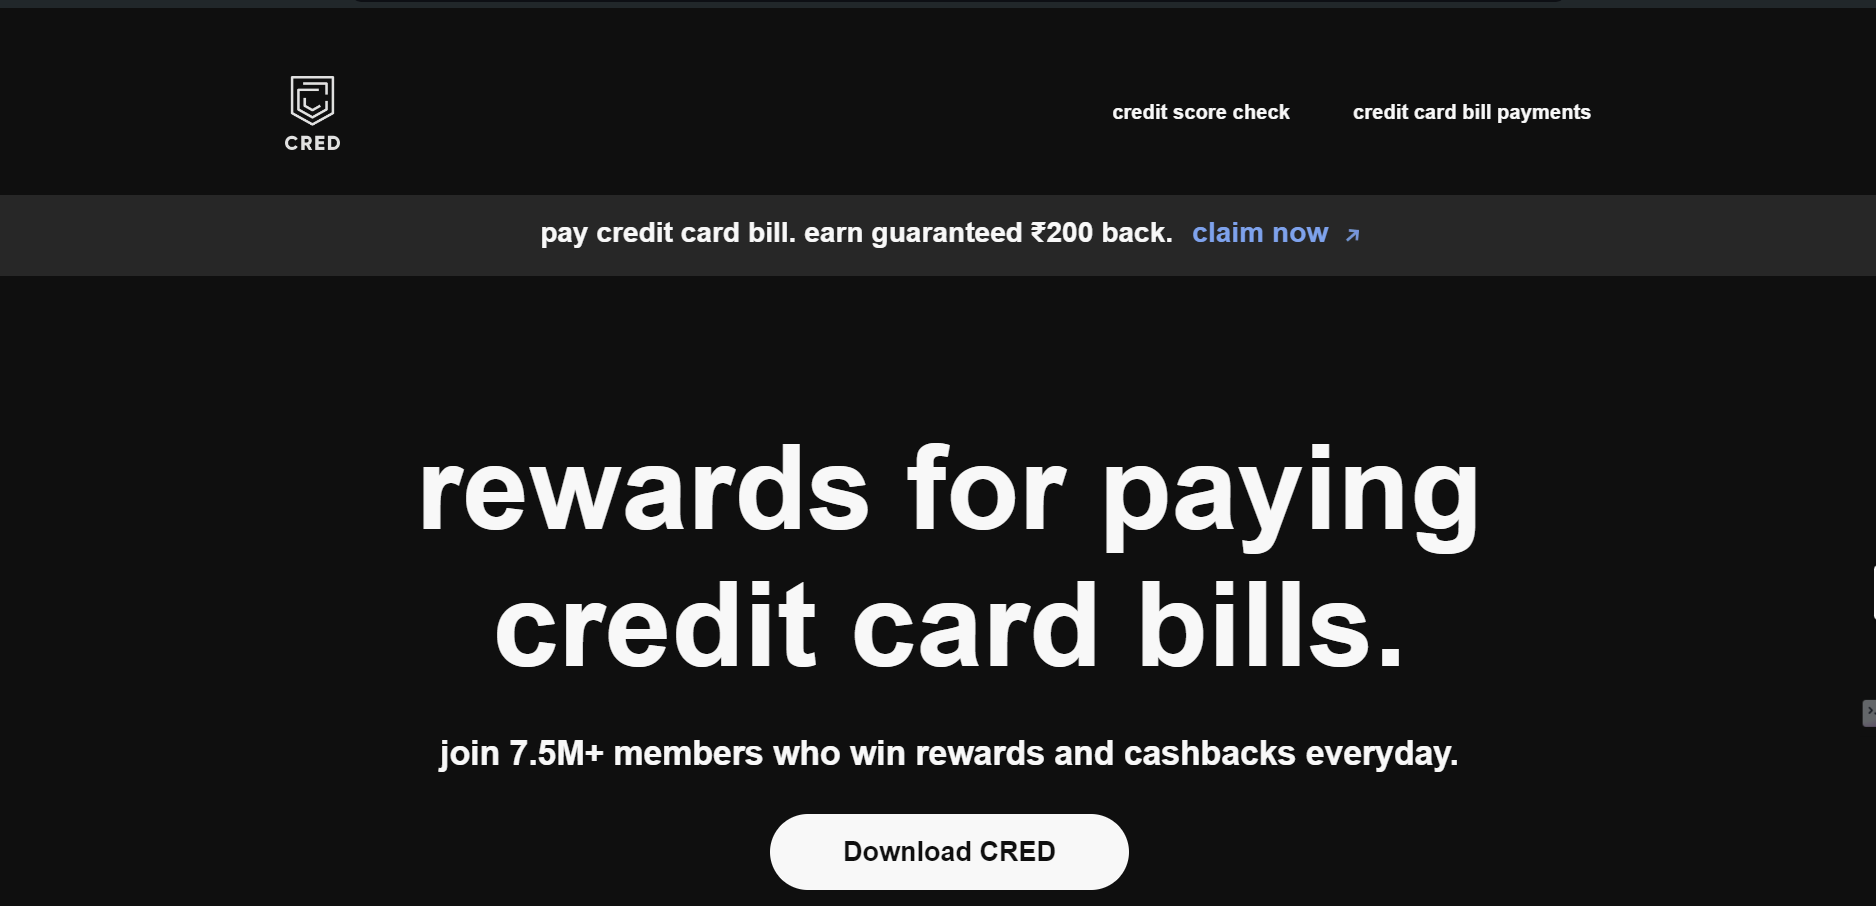 CRED
credit score check
credit card bill payments
pay credit card bill. earn guaranteed ₹200 back. claim now ↗
rewards for paying
credit card bills.
join 7.5M+ members who win rewards and cashbacks everyday.
Download CRED